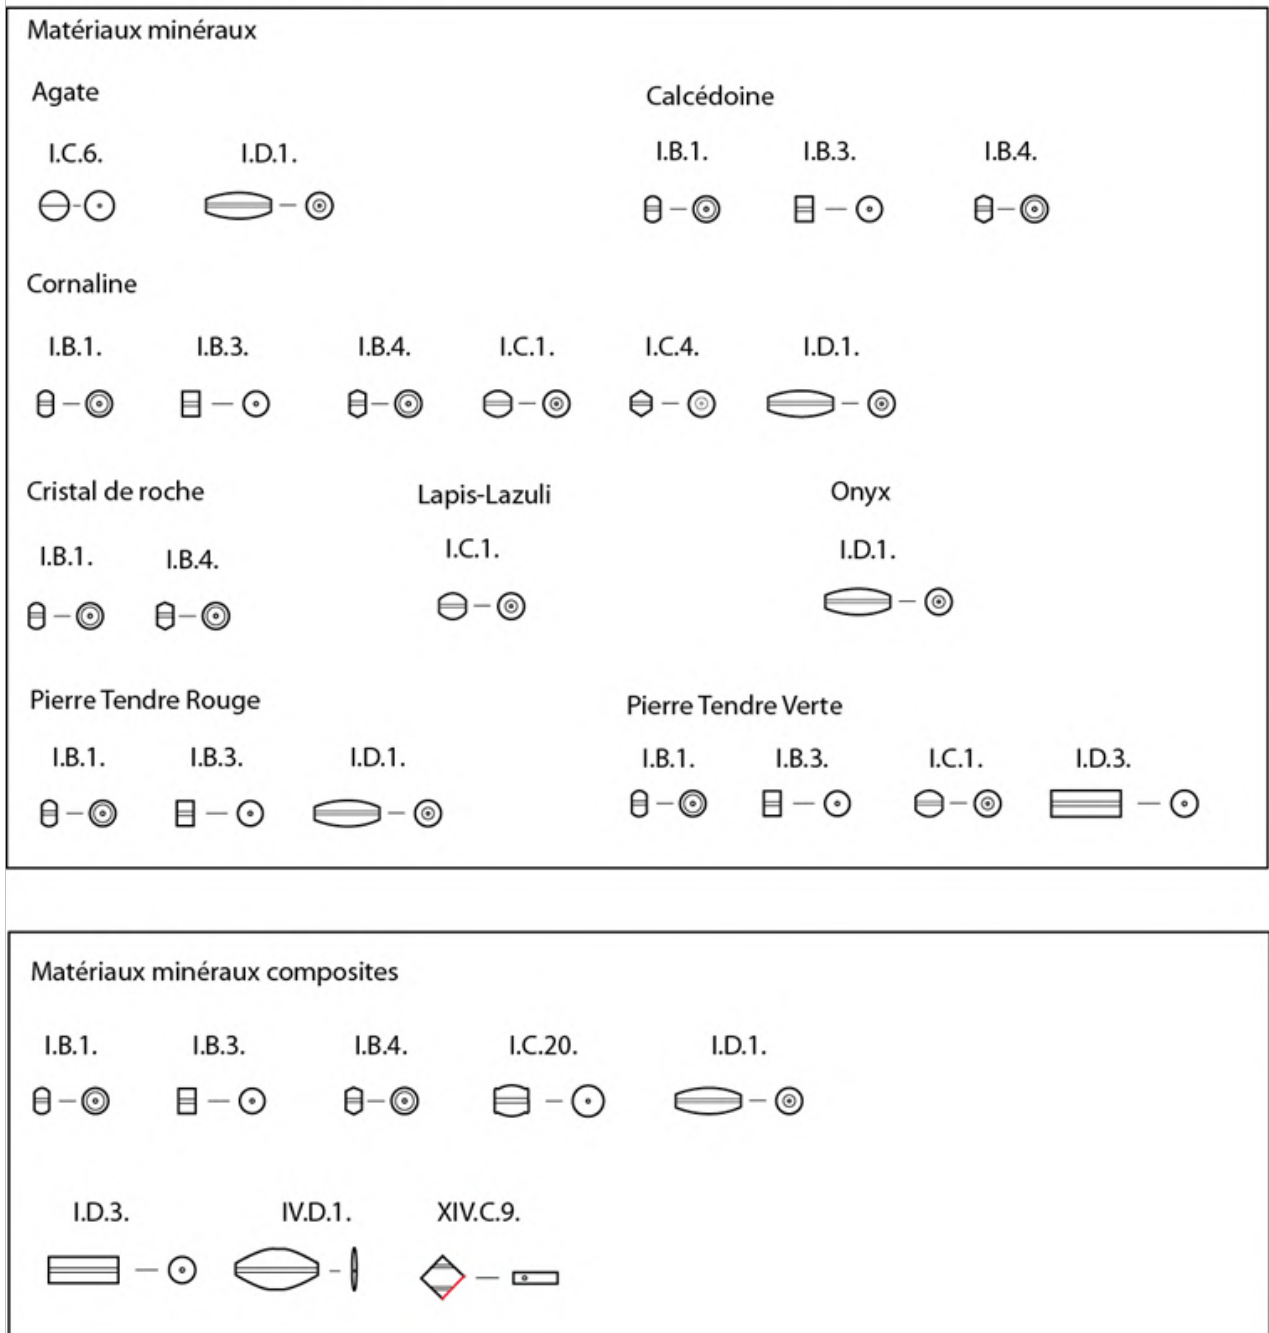 Matériaux minéraux
Agate
Calcédoine
I.C.6. I.D.1.
I.B.1. I.B.3. I.B.4.
Cornaline
I.B.1. I.B.3. I.B.4. I.C.1. I.C.4. I.D.1.
Cristal de roche
Lapis-Lazuli
Onyx
I.B.1. I.B.4.
I.C.1.
I.D.1.
Pierre Tendre Rouge
Pierre Tendre Verte
I.B.1. I.B.3. I.D.1.
I.B.1. I.B.3. I.C.1. I.D.3.
Matériaux minéraux composites
I.B.1. I.B.3. I.B.4. I.C.20. I.D.1.
I.D.3. IV.D.1. XIV.C.9.